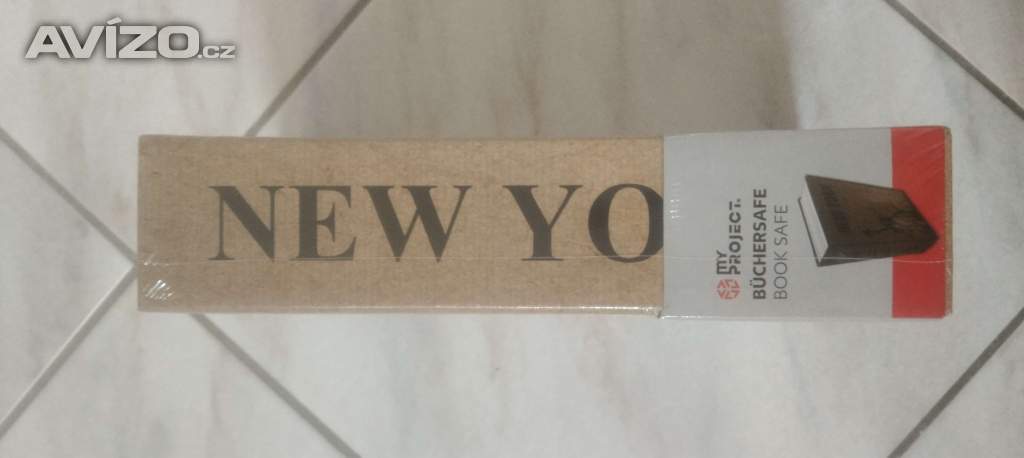 AVÍZO.cz
NEW YO
MY
PROJECT.
BÜCHERSAFE
BOOK SAFE